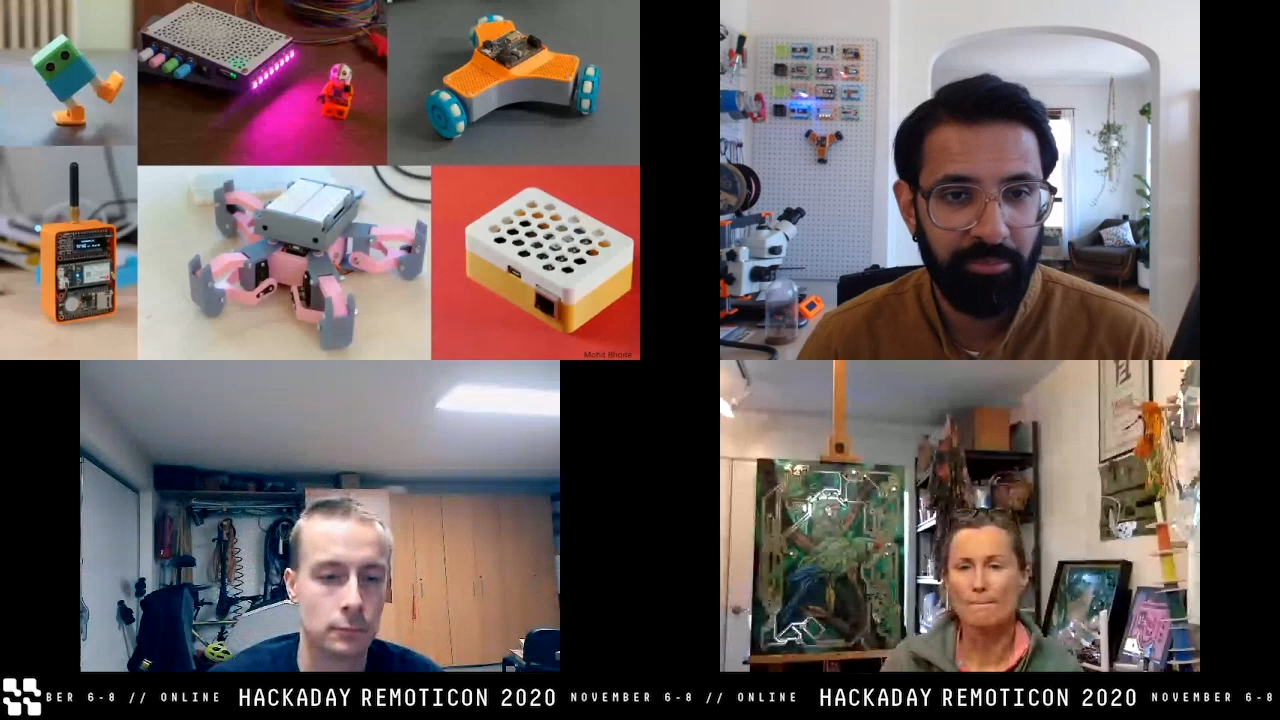 Mohit Bhoite
BER 6-8 // ONLINE HACKADAY REMOTICON 2020 NOVEMBER 6-8 // ONLINE HACKADAY REMOTICON 2020 NOVEMBER 6-8